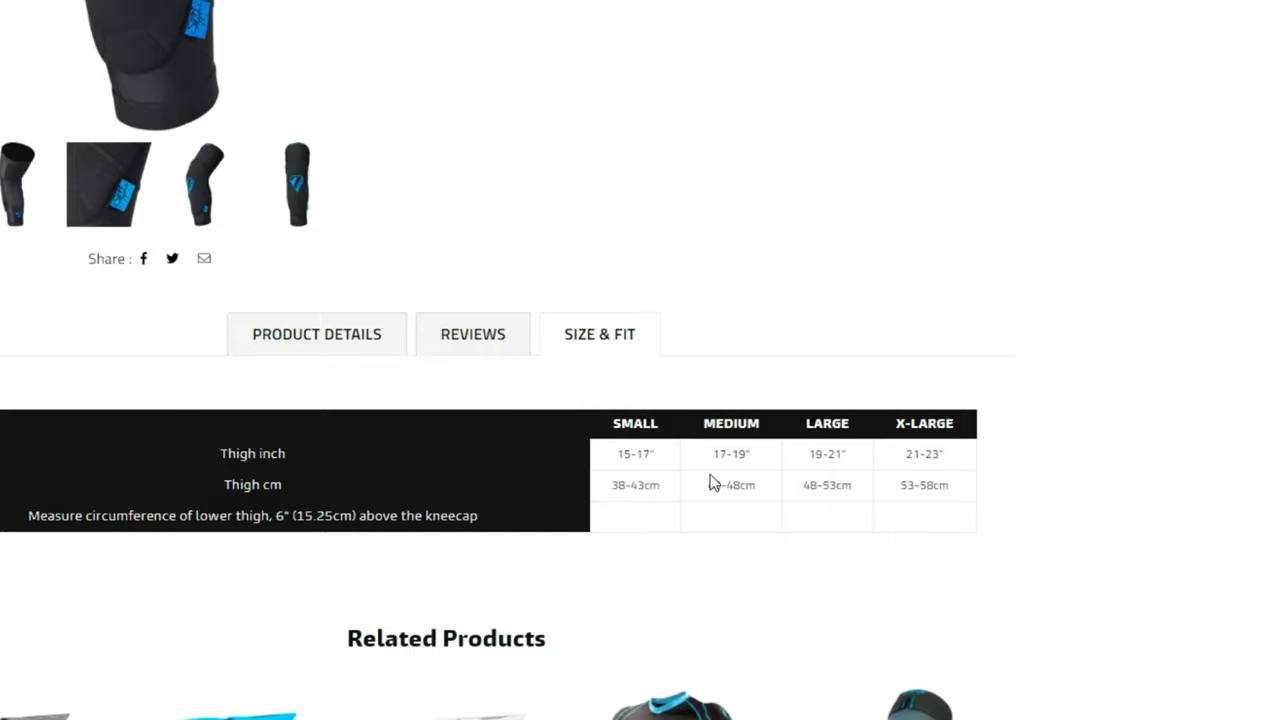 Share :
PRODUCT DETAILS REVIEWS SIZE & FIT
SMALL MEDIUM LARGE X-LARGE
Thigh inch 15-17" 17-19" 19-21" 21-23"
Thigh cm 38-43cm -48cm 48-53cm 53-58cm
Measure circumference of lower thigh, 6" (15.25cm) above the kneecap
Related Products